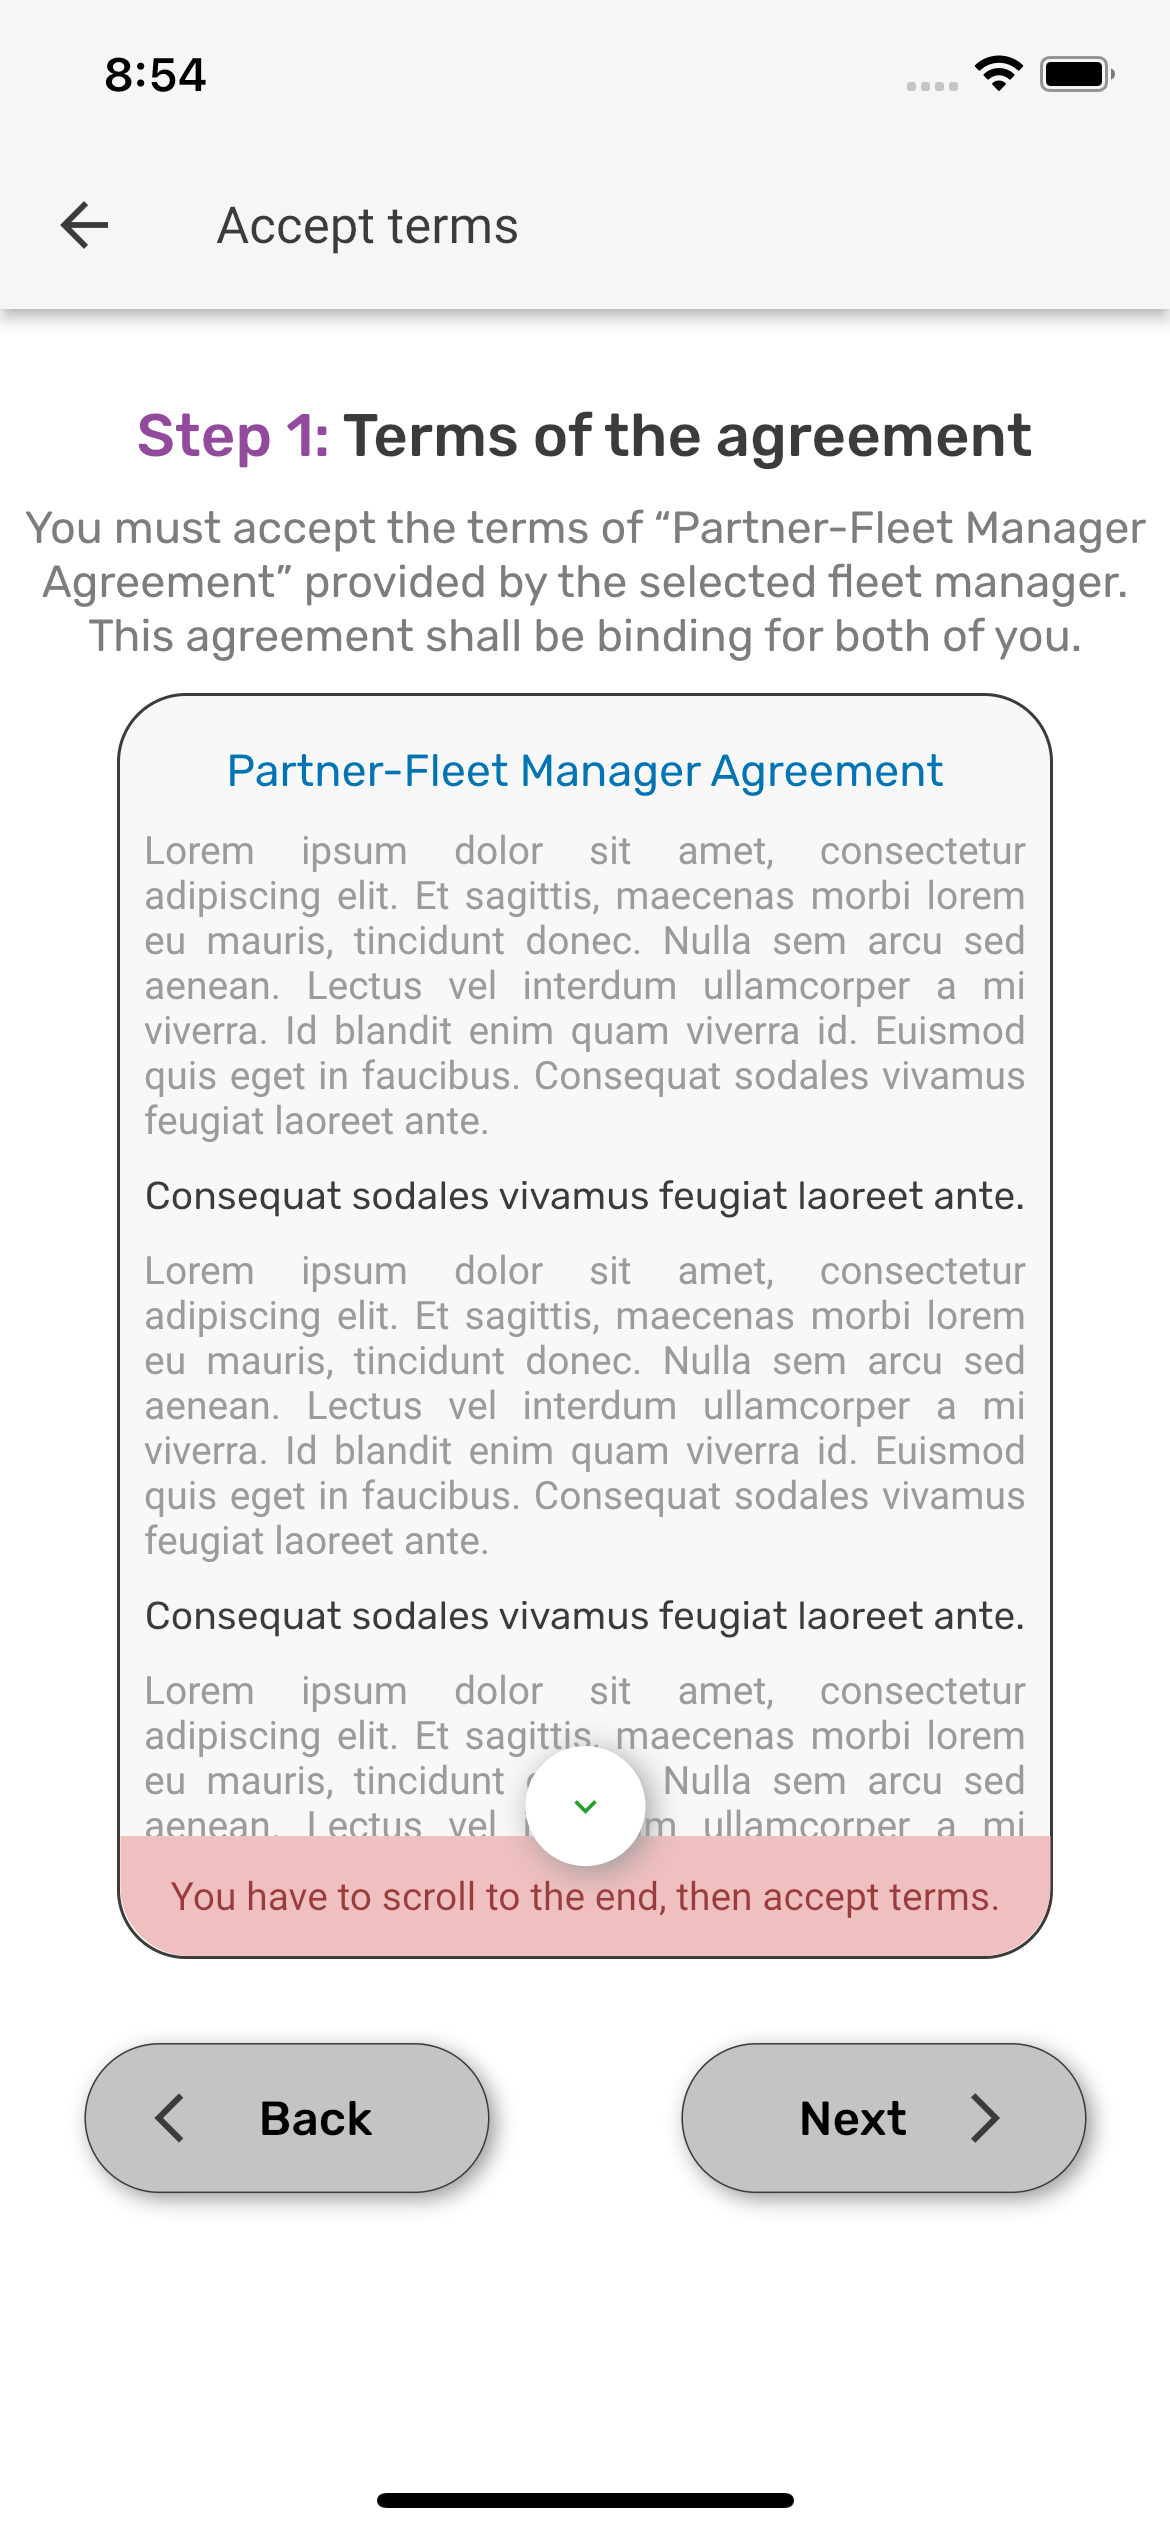 8:54
Accept terms
Step 1: Terms of the agreement
You must accept the terms of “Partner-Fleet Manager
Agreement” provided by the selected fleet manager.
This agreement shall be binding for both of you.
Partner-Fleet Manager Agreement
Lorem ipsum dolor sit amet, consectetur
adipiscing elit. Et sagittis, maecenas morbi lorem
eu mauris, tincidunt donec. Nulla sem arcu sed
aenean. Lectus vel interdum ullamcorper a mi
viverra. Id blandit enim quam viverra id. Euismod
quis eget in faucibus. Consequat sodales vivamus
feugiat laoreet ante.
Consequat sodales vivamus feugiat laoreet ante.
Lorem ipsum dolor sit amet, consectetur
adipiscing elit. Et sagittis, maecenas morbi lorem
eu mauris, tincidunt donec. Nulla sem arcu sed
aenean. Lectus vel interdum ullamcorper a mi
viverra. Id blandit enim quam viverra id. Euismod
quis eget in faucibus. Consequat sodales vivamus
feugiat laoreet ante.
Consequat sodales vivamus feugiat laoreet ante.
Lorem ipsum dolor sit amet, consectetur
adipiscing elit. Et sagittis, maecenas morbi lorem
eu mauris, tincidunt Nulla sem arcu sed
aenean. Lectus vel ullamcorper a mi
You have to scroll to the end, then accept terms.
Back
Next